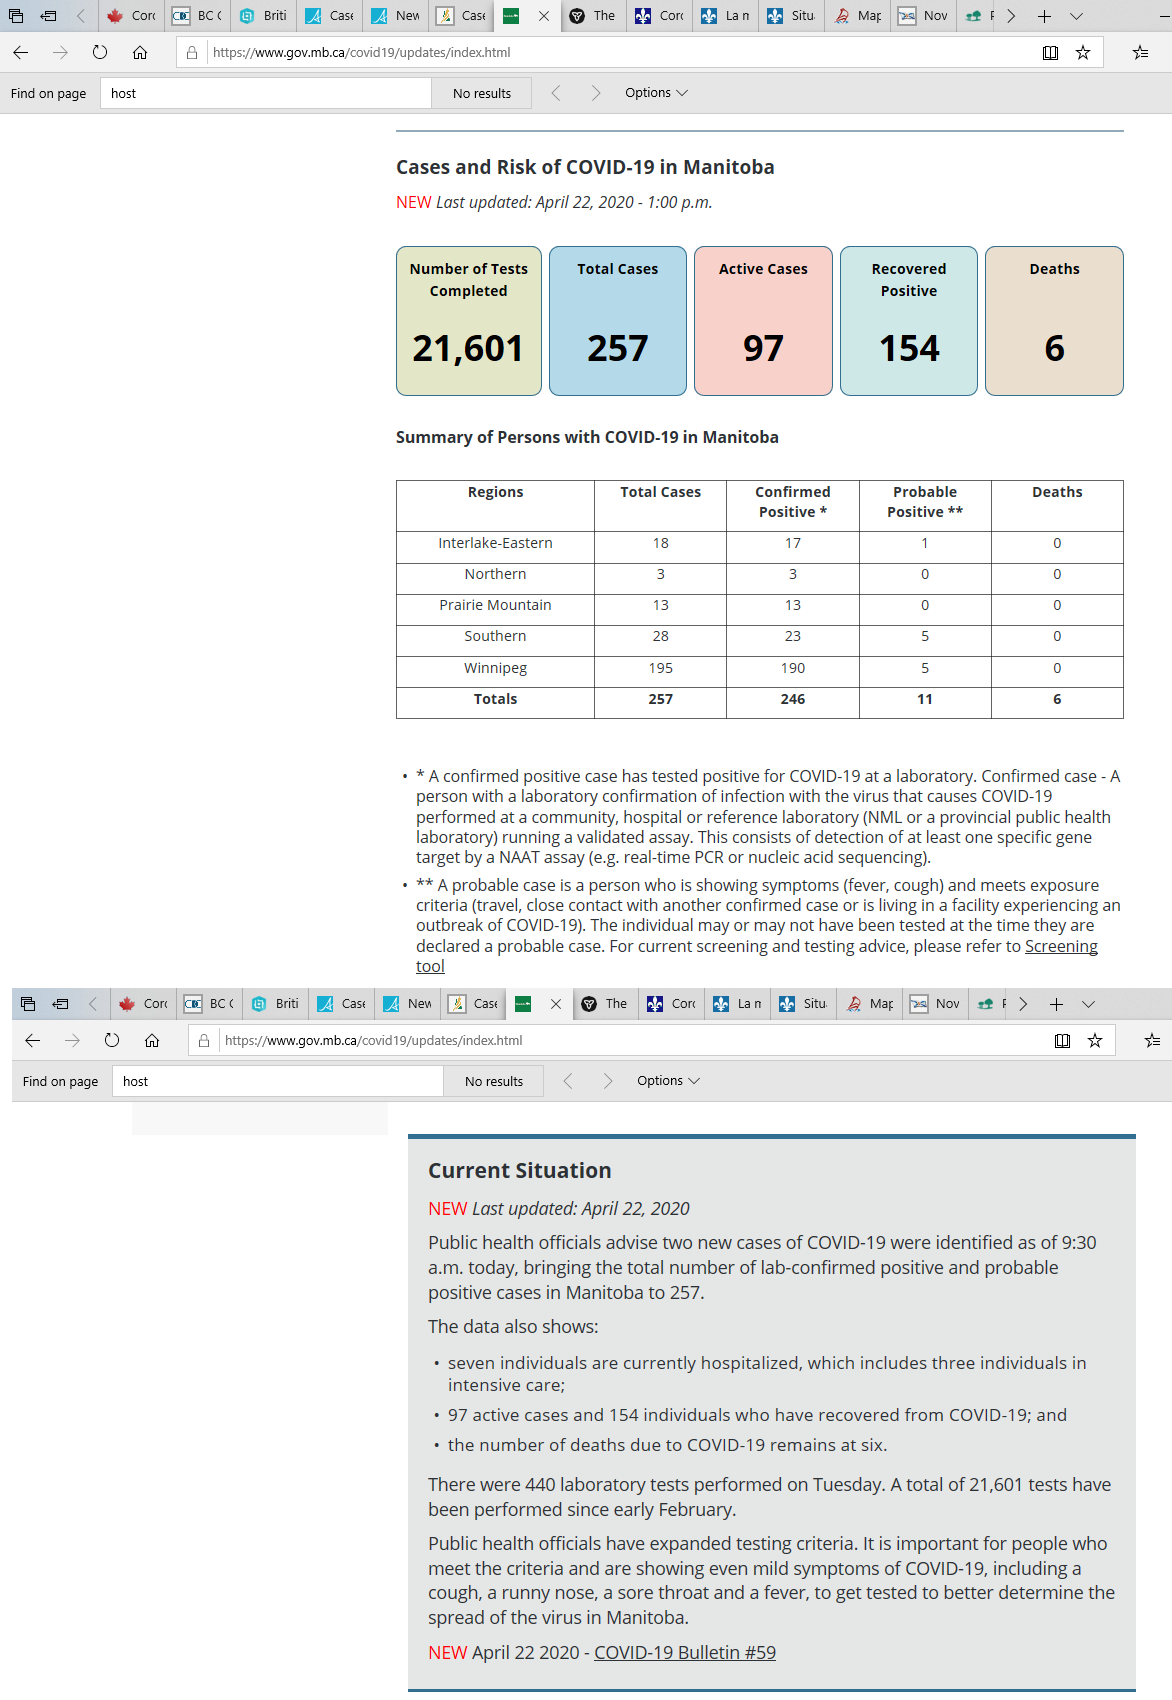 Corc
BC C
Briti
Case
New
Case
The
Corc
La m
Situ
Map
Nov
https://www.gov.mb.ca/covid19/updates/index.html
Find on page host No results Options
Cases and Risk of COVID-19 in Manitoba
NEW Last updated: April 22, 2020 - 1:00 p.m.
Number of Tests Completed
21,601
Total Cases
257
Active Cases
97
Recovered Positive
154
Deaths
6
Summary of Persons with COVID-19 in Manitoba
Regions Total Cases Confirmed Positive * Probable Positive ** Deaths
Interlake-Eastern 18 17 1 0
Northern 3 3 0 0
Prairie Mountain 13 13 0 0
Southern 28 23 5 0
Winnipeg 195 190 5 0
Totals 257 246 11 6
• * A confirmed positive case has tested positive for COVID-19 at a laboratory. Confirmed case - A
person with a laboratory confirmation of infection with the virus that causes COVID-19
performed at a community, hospital or reference laboratory (NML or a provincial public health
laboratory) running a validated assay. This consists of detection of at least one specific gene
target by a NAAT assay (e.g. real-time PCR or nucleic acid sequencing).
• ** A probable case is a person who is showing symptoms (fever, cough) and meets exposure
criteria (travel, close contact with another confirmed case or is living in a facility experiencing an
outbreak of COVID-19). The individual may or may not have been tested at the time they are
declared a probable case. For current screening and testing advice, please refer to Screening
tool
Corc
BC C
Briti
Case
New
Case
The
Corc
La m
Situ
Map
Nov
https://www.gov.mb.ca/covid19/updates/index.html
Find on page host No results Options
Current Situation
NEW Last updated: April 22, 2020
Public health officials advise two new cases of COVID-19 were identified as of 9:30
a.m. today, bringing the total number of lab-confirmed positive and probable
positive cases in Manitoba to 257.
The data also shows:
• seven individuals are currently hospitalized, which includes three individuals in
intensive care;
• 97 active cases and 154 individuals who have recovered from COVID-19; and
• the number of deaths due to COVID-19 remains at six.
There were 440 laboratory tests performed on Tuesday. A total of 21,601 tests have
been performed since early February.
Public health officials have expanded testing criteria. It is important for people who
meet the criteria and are showing even mild symptoms of COVID-19, including a
cough, a runny nose, a sore throat and a fever, to get tested to better determine the
spread of the virus in Manitoba.
NEW April 22 2020 - COVID-19 Bulletin #59